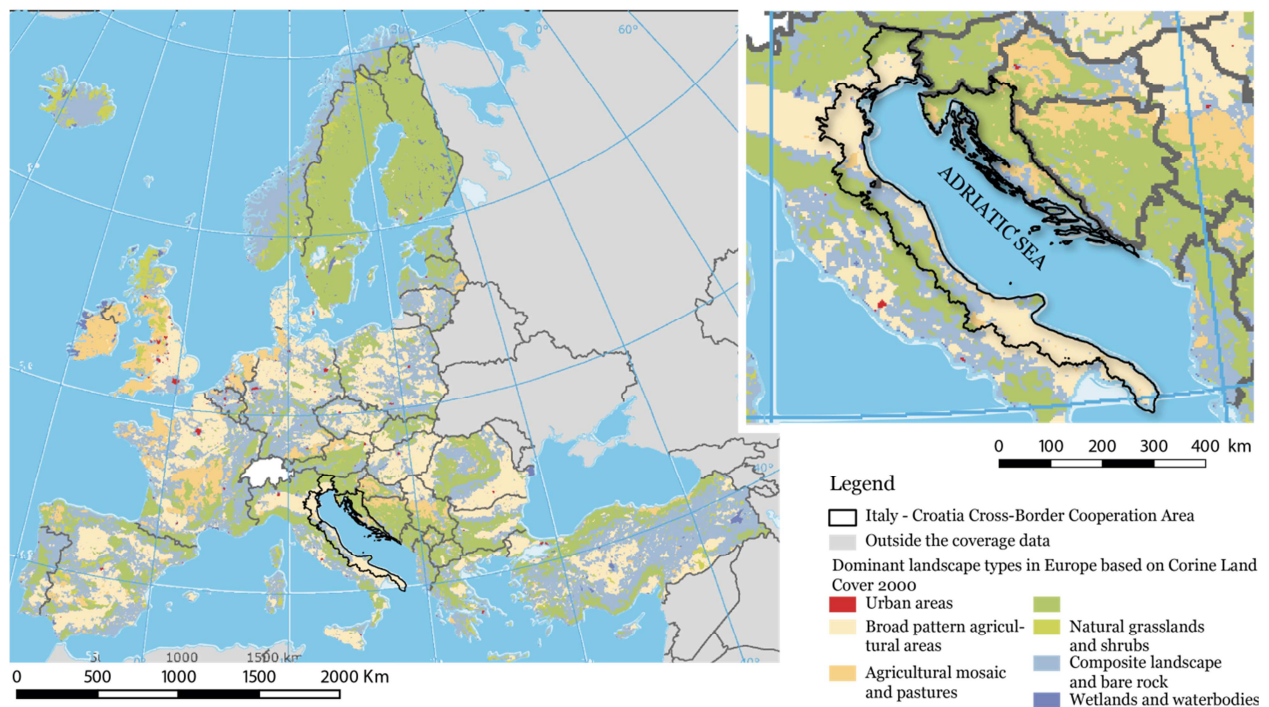 60°
ADRIATIC SEA
40°
500
1000
1500 km
0 500 1000 1500 2000 Km
0 100 200 300 400 km
Legend
Italy - Croatia Cross-Border Cooperation Area
Outside the coverage data
Dominant landscape types in Europe based on Corine Land
Cover 2000
Urban areas
Broad pattern agricul-
tural areas
Agricultural mosaic
and pastures
Natural grasslands
and shrubs
Composite landscape
and bare rock
Wetlands and waterbodies